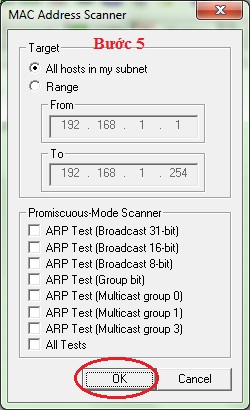 MAC Address Scanner
Target
Bước 5
All hosts in my subnet
Range
From
192 . 168 . 1 . 1
To
192 . 168 . 1 . 254
Promiscuous-Mode Scanner
ARP Test (Broadcast 31-bit)
ARP Test (Broadcast 16-bit)
ARP Test (Broadcast 8-bit)
ARP Test (Group bit)
ARP Test (Multicast group 0)
ARP Test (Multicast group 1)
ARP Test (Multicast group 3)
All Tests
OK Cancel